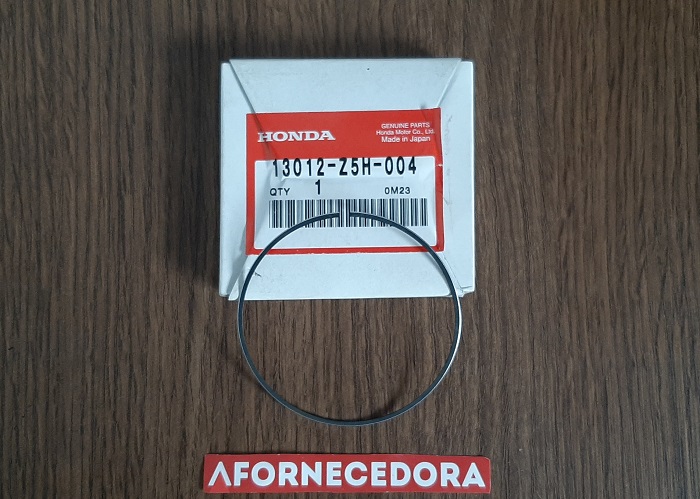 GENUINE PARTS
Honda Motor Co., Ltd.
Made in Japan
HONDA
13012-Z5H-004
QTY 1 0M23
AFORNECEDORA